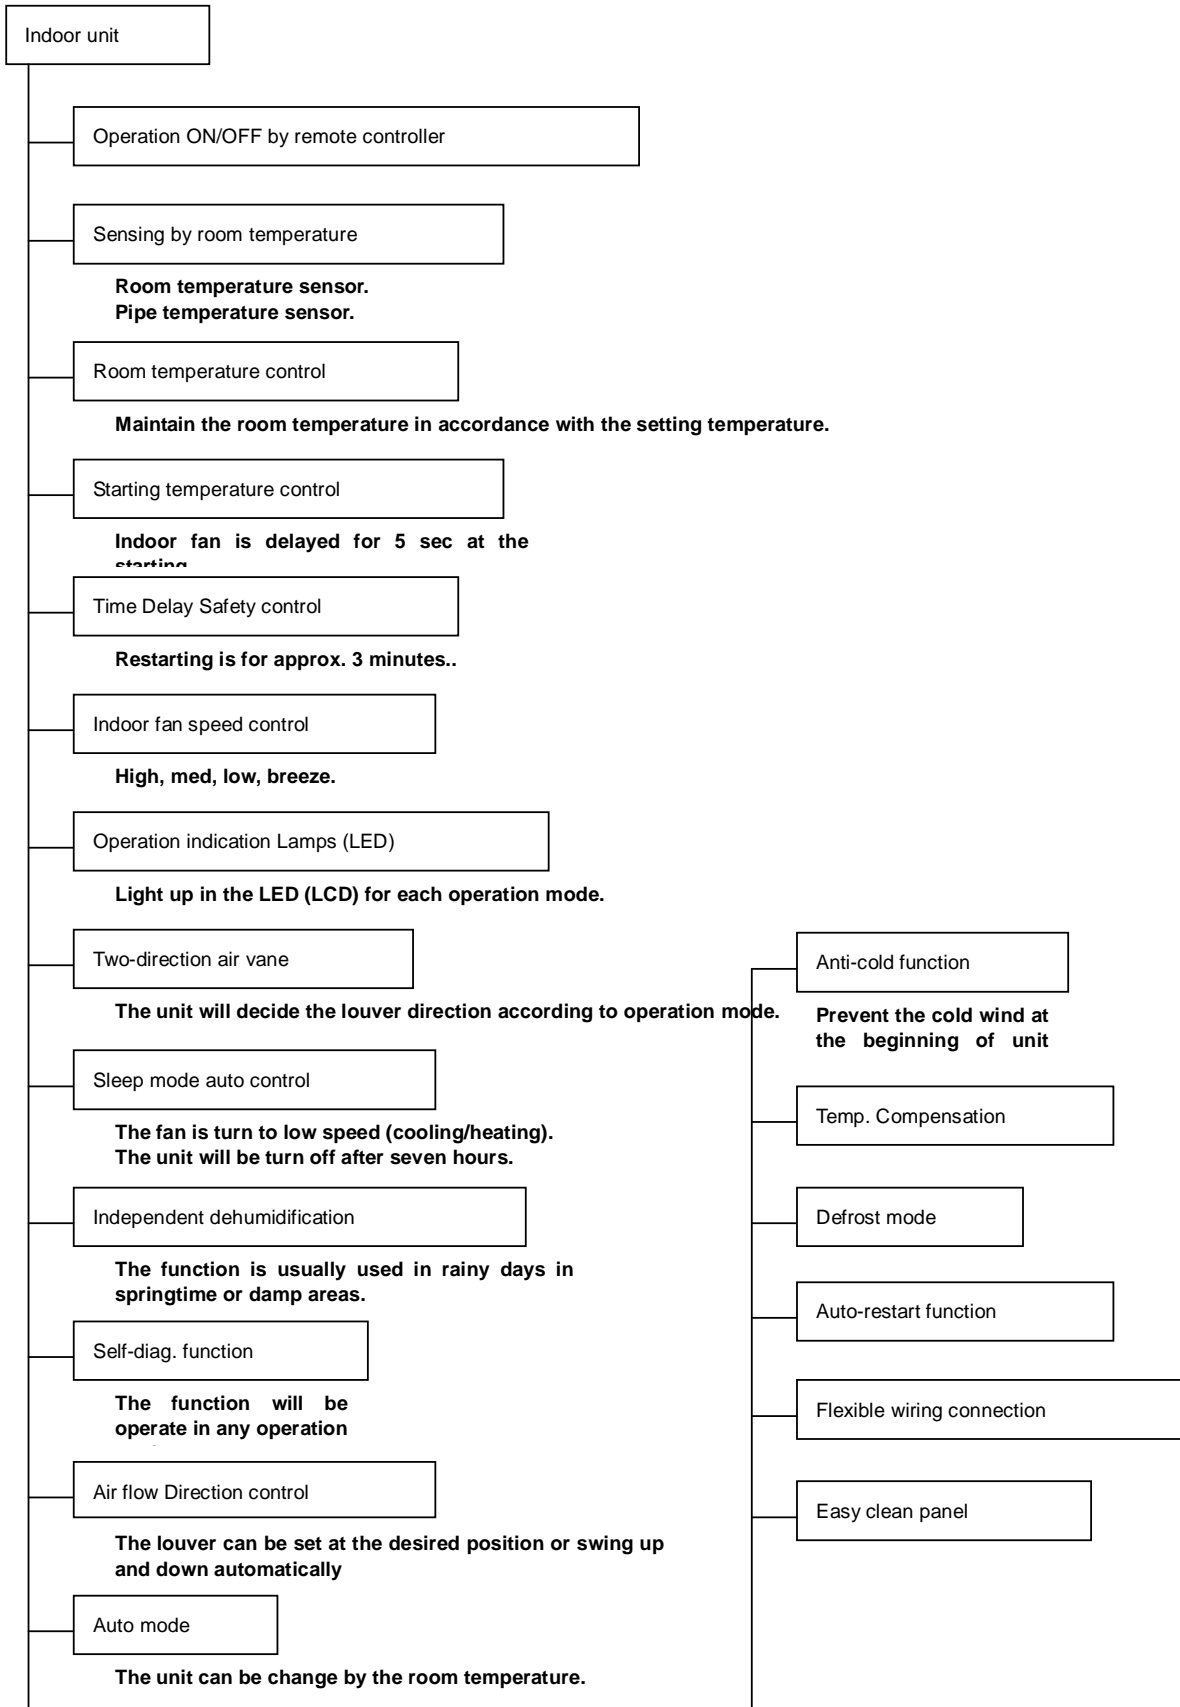 Indoor unit
Operation ON/OFF by remote controller
Sensing by room temperature
Room temperature sensor.
Pipe temperature sensor.
Room temperature control
Maintain the room temperature in accordance with the setting temperature.
Starting temperature control
Indoor fan is delayed for 5 sec at the
starting
Time Delay Safety control
Restarting is for approx. 3 minutes..
Indoor fan speed control
High, med, low, breeze.
Operation indication Lamps (LED)
Light up in the LED (LCD) for each operation mode.
Two-direction air vane
The unit will decide the louver direction according to operation mode.
Sleep mode auto control
The fan is turn to low speed (cooling/heating).
The unit will be turn off after seven hours.
Independent dehumidification
The function is usually used in rainy days in
springtime or damp areas.
Self-diag. function
The function will be
operate in any operation
Air flow Direction control
The louver can be set at the desired position or swing up
and down automatically
Auto mode
The unit can be change by the room temperature.
Anti-cold function
Prevent the cold wind at
the beginning of unit
Temp. Compensation
Defrost mode
Auto-restart function
Flexible wiring connection
Easy clean panel